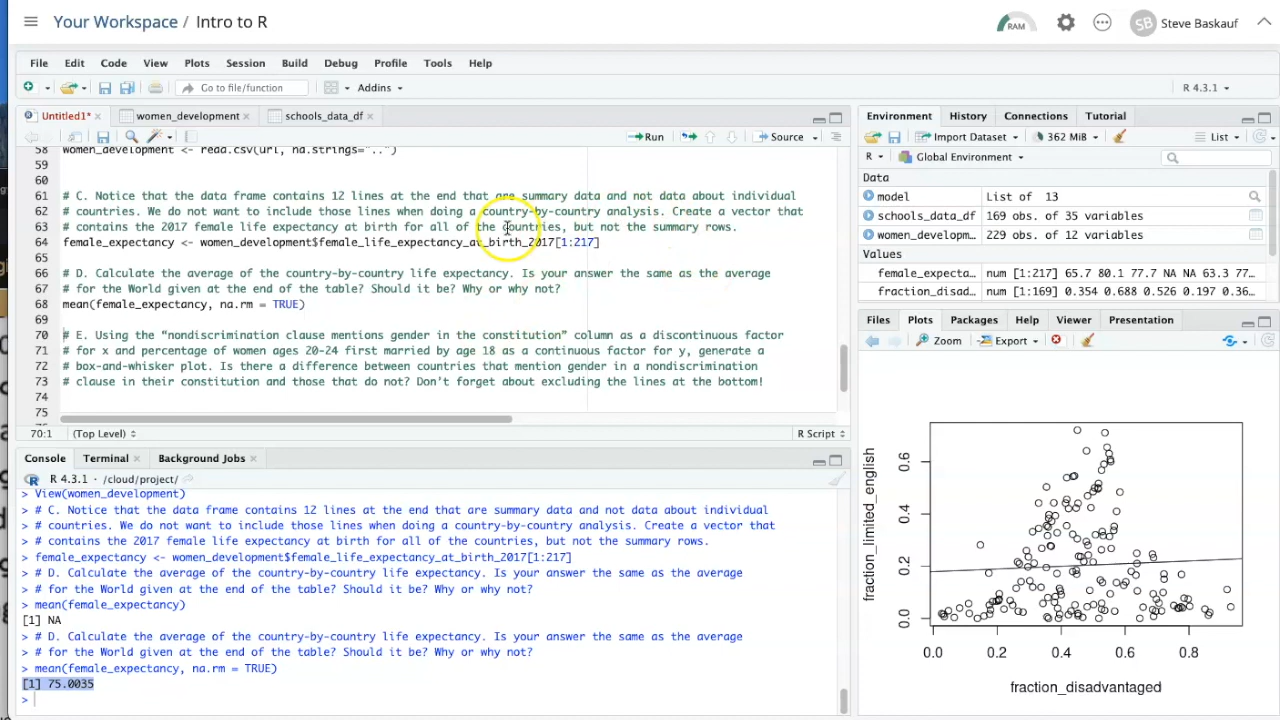 Your Workspace / Intro to R
RAM
SB Steve Baskauf
File Edit Code View Plots Session Build Debug Profile Tools Help
Go to file/function
Addins
R 4.3.1
Untitled1*
women_development
schools_data_df
Run
Source
58 women_development <- read.csv(url, na.strings="..")
59
60
61 # C. Notice that the data frame contains 12 lines at the end that are summary data and not data about individual
62 # countries. We do not want to include those lines when doing a country-by-country analysis. Create a vector that
63 # contains the 2017 female life expectancy at birth for all of the countries, but not the summary rows.
64 female_expectancy <- women_development$female_life_expectancy_at_birth_2017[1:217]
65
66 # D. Calculate the average of the country-by-country life expectancy. Is your answer the same as the average
67 # for the World given at the end of the table? Should it be? Why or why not?
68 mean(female_expectancy, na.rm = TRUE)
69
70 # E. Using the “nondiscrimination clause mentions gender in the constitution” column as a discontinuous factor
71 # for x and percentage of women ages 20-24 first married by age 18 as a continuous factor for y, generate a
72 # box-and-whisker plot. Is there a difference between countries that mention gender in a nondiscrimination
73 # clause in their constitution and those that do not? Don’t forget about excluding the lines at the bottom!
74
75
70:1 (Top Level) R Script
Console Terminal Background Jobs
R 4.3.1 · /cloud/project/
> View(women_development)
> # C. Notice that the data frame contains 12 lines at the end that are summary data and not data about individual
> # countries. We do not want to include those lines when doing a country-by-country analysis. Create a vector that
> # contains the 2017 female life expectancy at birth for all of the countries, but not the summary rows.
> female_expectancy <- women_development$female_life_expectancy_at_birth_2017[1:217]
> # D. Calculate the average of the country-by-country life expectancy. Is your answer the same as the average
> # for the World given at the end of the table? Should it be? Why or why not?
> mean(female_expectancy)
[1] NA
> # D. Calculate the average of the country-by-country life expectancy. Is your answer the same as the average
> # for the World given at the end of the table? Should it be? Why or why not?
> mean(female_expectancy, na.rm = TRUE)
[1] 75.0035
>
Environment History Connections Tutorial
Import Dataset 362 MiB List
R Global Environment
Data
model List of 13
schools_data_df 169 obs. of 35 variables
women_developm… 229 obs. of 12 variables
Values
female_expecta… num [1:217] 65.7 80.1 77.7 NA NA 63.3 77…
fraction_disad… num [1:169] 0.354 0.688 0.526 0.197 0.36…
Files Plots Packages Help Viewer Presentation
Zoom Export
fraction_limited_english
0.6
0.4
0.2
0.0
0.0 0.2 0.4 0.6 0.8
fraction_disadvantaged